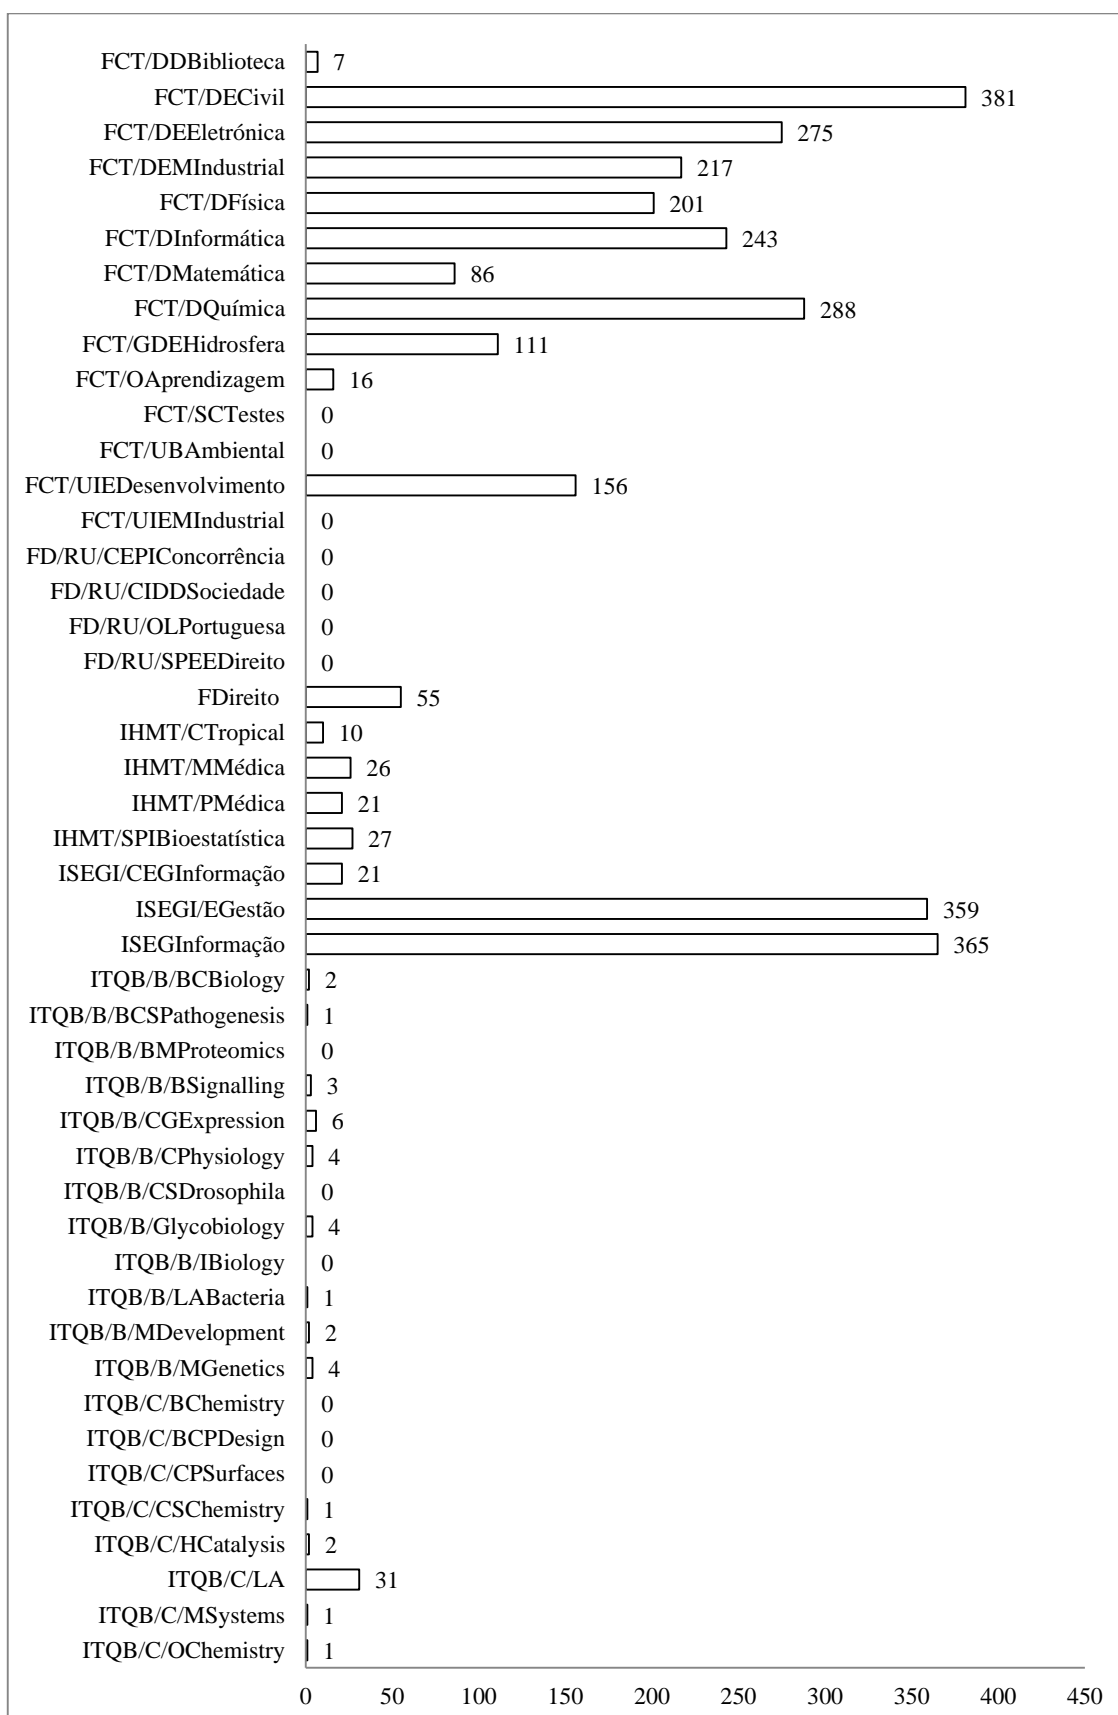 FCT/DDBiblioteca 7
FCT/DECivil 381
FCT/DEEletrónica 275
FCT/DEMIndustrial 217
FCT/DFísica 201
FCT/DInformática 243
FCT/DMatemática 86
FCT/DQuímica 288
FCT/GDEHidrosfera 111
FCT/OAprendizagem 16
FCT/SCTestes 0
FCT/UBAmbiental 0
FCT/UIEDesenvolvimento 156
FCT/UIEMIndustrial 0
FD/RU/CEPIConcorrência 0
FD/RU/CIDDSociedade 0
FD/RU/OLPortuguesa 0
FD/RU/SPEEDireito 0
FDireito 55
IHMT/CTropical 10
IHMT/MMédica 26
IHMT/PMédica 21
IHMT/SPIBioestatística 27
ISEGI/CEGInformação 21
ISEGI/EGestão 359
ISEGInformação 365
ITQB/B/BCBiology 2
ITQB/B/BCSPathogenesis 1
ITQB/B/BMProteomics 0
ITQB/B/BSignalling 3
ITQB/B/CGExpression 6
ITQB/B/CPhysiology 4
ITQB/B/CSDrosophila 0
ITQB/B/Glycobiology 4
ITQB/B/IBiology 0
ITQB/B/LABacteria 1
ITQB/B/MDevelopment 2
ITQB/B/MGenetics 4
ITQB/C/BChemistry 0
ITQB/C/BCPDesign 0
ITQB/C/CPSurfaces 0
ITQB/C/CSChemistry 1
ITQB/C/HCatalysis 2
ITQB/C/LA 31
ITQB/C/MSystems 1
ITQB/C/OChemistry 1
0 50 100 150 200 250 300 350 400 450